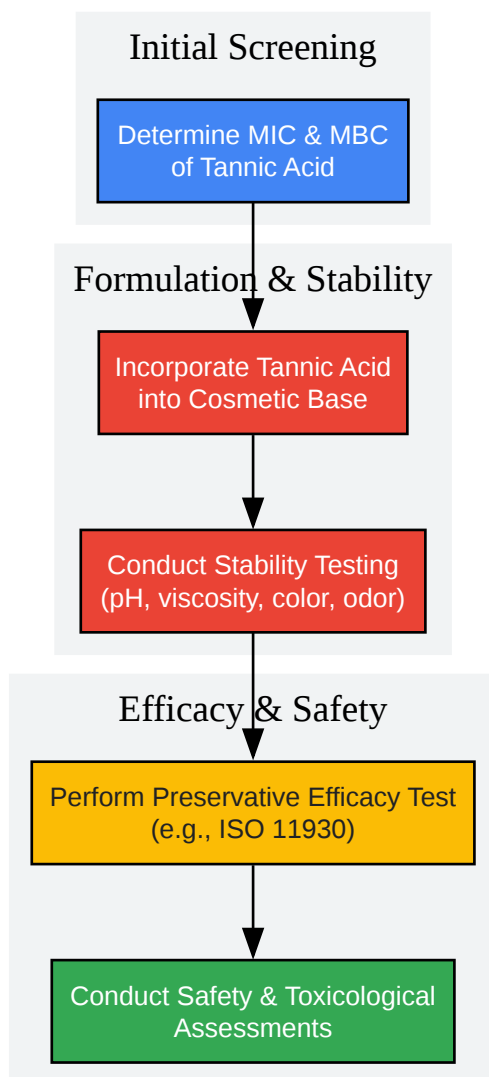 Initial Screening
Determine MIC & MBC
of Tannic Acid
Formulation & Stability
Incorporate Tannic Acid
into Cosmetic Base
Conduct Stability Testing
(pH, viscosity, color, odor)
Efficacy & Safety
Perform Preservative Efficacy Test
(e.g., ISO 11930)
Conduct Safety & Toxicological
Assessments